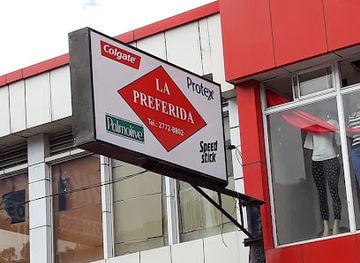 Colgate
Protex
LA
PREFERIDA
Tel.: 2772-8802
Palmolive
Speed
stick